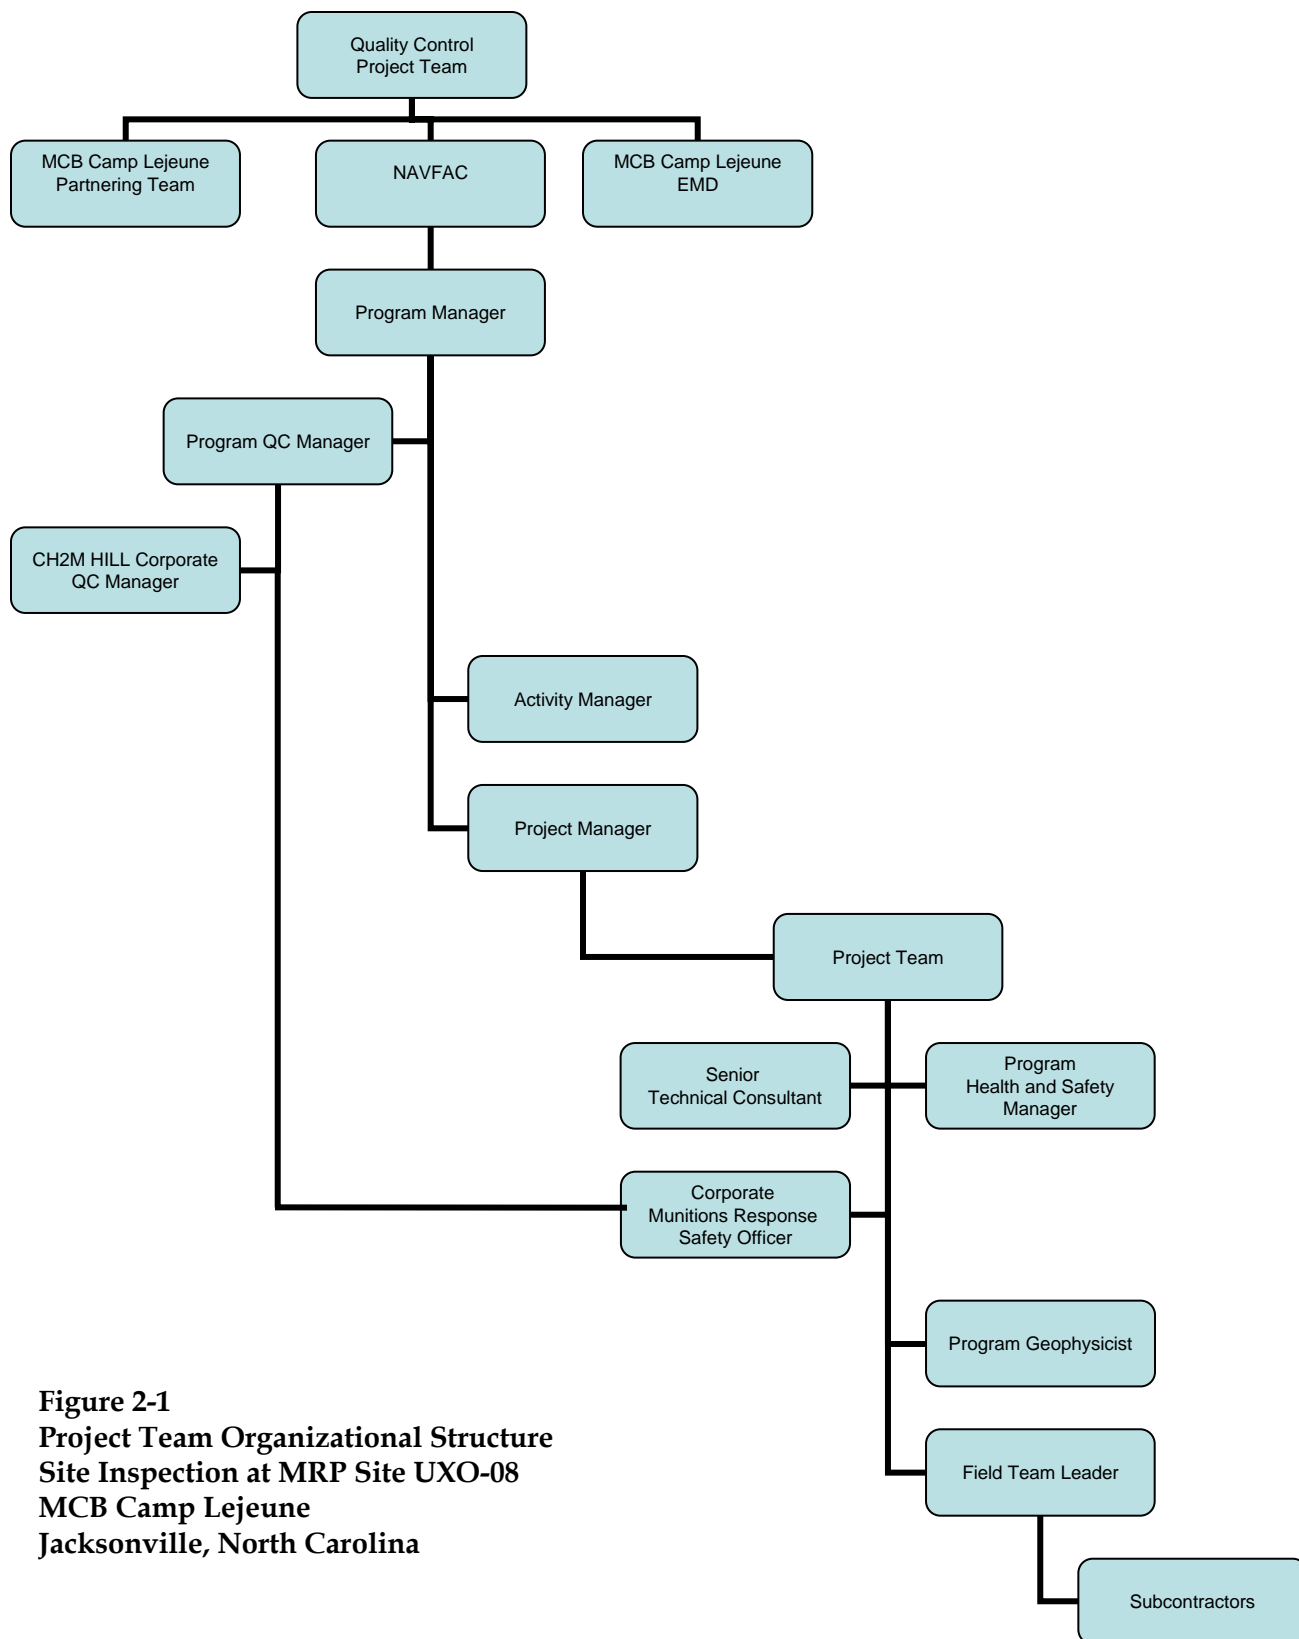 Quality Control
Project Team
MCB Camp Lejeune
Partnering Team
NAVFAC
MCB Camp Lejeune
EMD
Program Manager
Program QC Manager
CH2M HILL Corporate
QC Manager
Activity Manager
Project Manager
Project Team
Senior
Technical Consultant
Program
Health and Safety
Manager
Corporate
Munitions Response
Safety Officer
Program Geophysicist
Field Team Leader
Subcontractors
Figure 2-1
Project Team Organizational Structure
Site Inspection at MRP Site UXO-08
MCB Camp Lejeune
Jacksonville, North Carolina